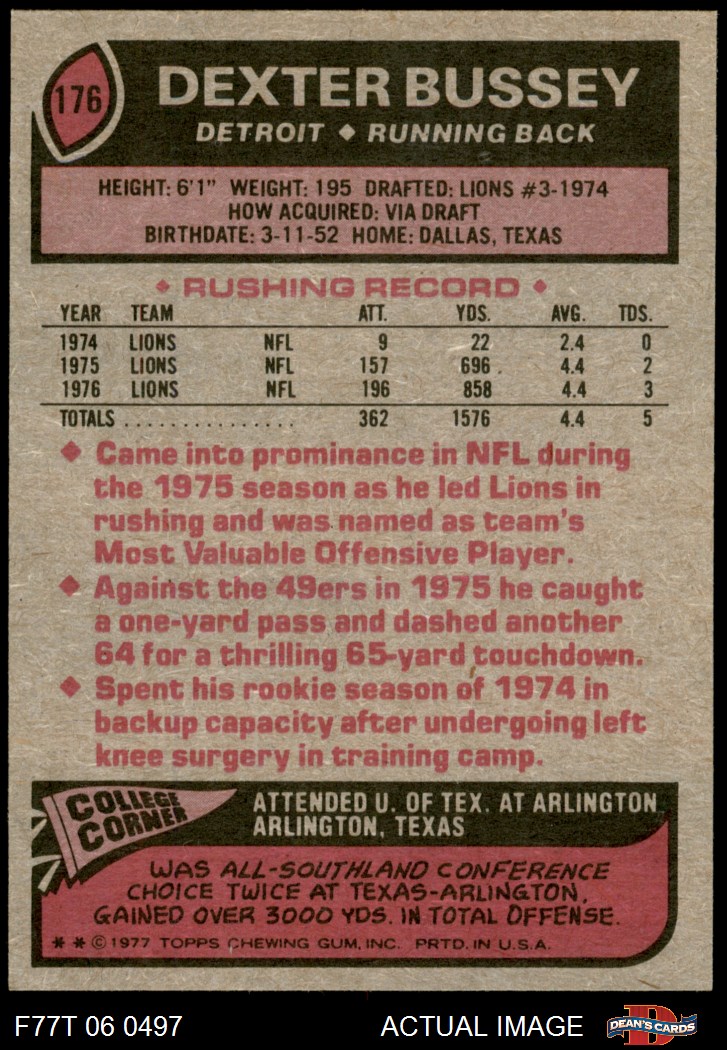 176
DEXTER BUSSEY
DETROIT ◆ RUNNING BACK
HEIGHT: 6'1" WEIGHT: 195 DRAFTED: LIONS #3-1974
HOW ACQUIRED: VIA DRAFT
BIRTHDATE: 3-11-52 HOME: DALLAS, TEXAS
◆ RUSHING RECORD ◆
YEAR TEAM ATT. YDS. AVG. TDS.
1974 LIONS NFL 9 22 2.4 0
1975 LIONS NFL 157 696 4.4 2
1976 LIONS NFL 196 858 4.4 3
TOTALS . . . . . . . . . . . . . . . 362 1576 4.4 5
◆ Came into prominance in NFL during
the 1975 season as he led Lions in
rushing and was named as team's
Most Valuable Offensive Player.
◆ Against the 49ers in 1975 he caught
a one-yard pass and dashed another
64 for a thrilling 65-yard touchdown.
◆ Spent his rookie season of 1974 in
backup capacity after undergoing left
knee surgery in training camp.
COLLEGE
CORNER
ATTENDED U. OF TEX. AT ARLINGTON
ARLINGTON, TEXAS
WAS ALL-SOUTHLAND CONFERENCE
CHOICE TWICE AT TEXAS-ARLINGTON.
GAINED OVER 3000 YDS. IN TOTAL OFFENSE.
* * © 1977 TOPPS CHEWING GUM, INC. PRTD. IN U.S.A.
F77T 06 0497 ACTUAL IMAGE D DEAN'S CARDS